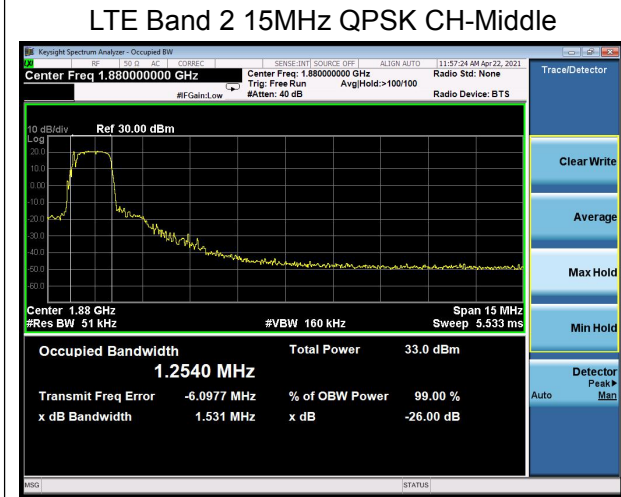 LTE Band 2 15MHz QPSK CH-Middle
Keysight Spectrum Analyzer - Occupied BW
RF 50 Ω AC CORREC SENSE:INT SOURCE OFF ALIGN AUTO 11:57:24 AM Apr 22, 2021
Center Freq 1.880000000 GHz Center Freq: 1.880000000 GHz Radio Std: None Trace/Detector
Trig: Free Run Avg|Hold:>100/100
#IFGain:Low #Atten: 40 dB Radio Device: BTS
10 dB/div Ref 30.00 dBm
Log
20.0
10.0
0.00
-10.0
-20.0
-30.0
-40.0
-50.0
-60.0
Center 1.88 GHz Span 15 MHz
#Res BW 51 kHz #VBW 160 kHz Sweep 5.533 ms
Occupied Bandwidth Total Power 33.0 dBm
1.2540 MHz
Transmit Freq Error -6.0977 MHz % of OBW Power 99.00 %
x dB Bandwidth 1.531 MHz x dB -26.00 dB
Clear Write
Average
Max Hold
Min Hold
Detector
Peak▶
Auto Man
MSG STATUS